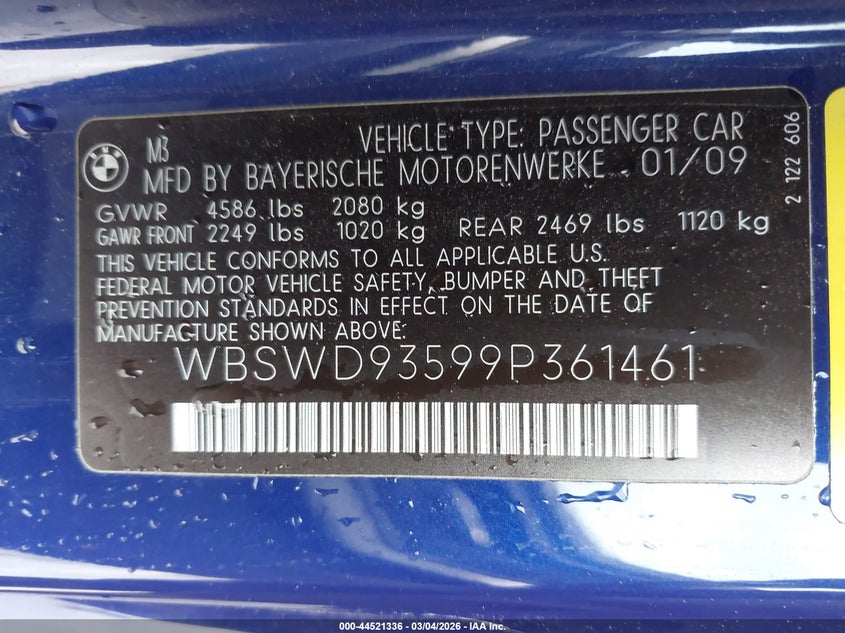 BMW
M3
VEHICLE TYPE: PASSENGER CAR
MFD BY BAYERISCHE MOTORENWERKE 01/09
GVWR 4586 lbs 2080 kg
GAWR FRONT 2249 lbs 1020 kg REAR 2469 lbs 1120 kg
THIS VEHICLE CONFORMS TO ALL APPLICABLE U.S.
FEDERAL MOTOR VEHICLE SAFETY, BUMPER AND THEFT
PREVENTION STANDARDS IN EFFECT ON THE DATE OF
MANUFACTURE SHOWN ABOVE:
WBSWD93599P361461
2 122 606
000-44521336 - 03/04/2026 - IAA Inc.